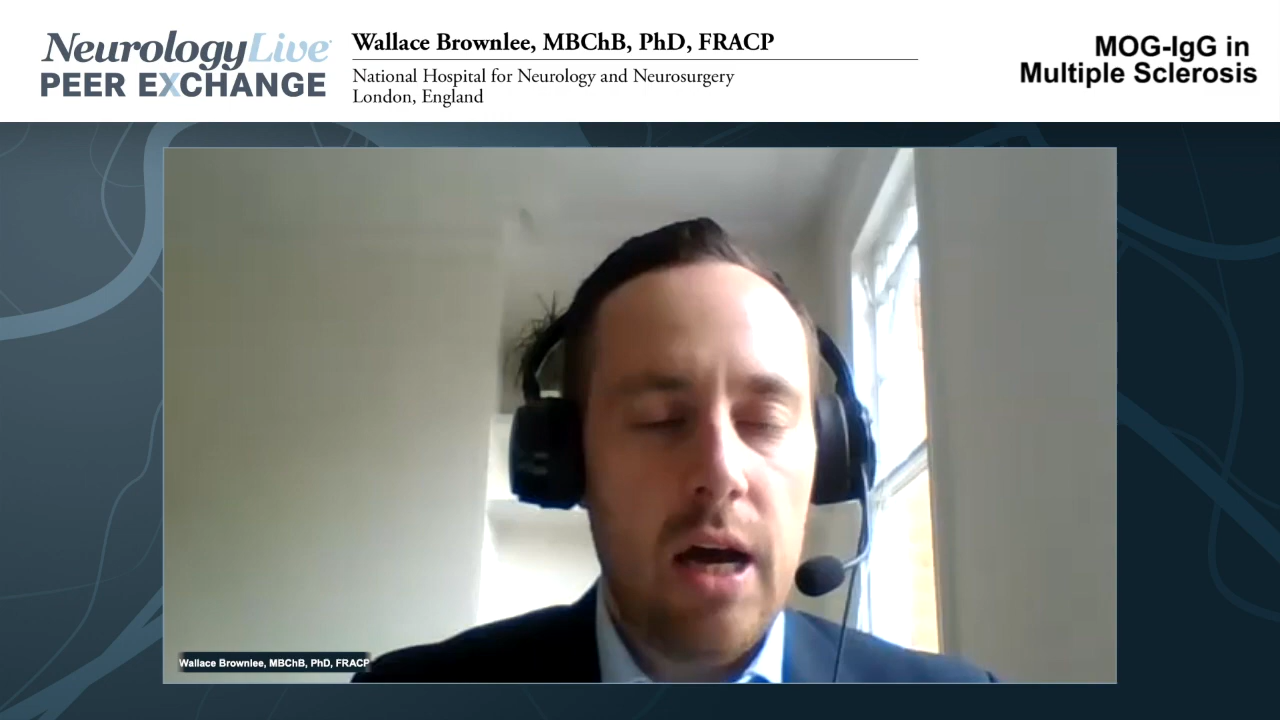 NeurologyLive
PEER EXCHANGE
Wallace Brownlee, MBChB, PhD, FRACP
National Hospital for Neurology and Neurosurgery
London, England
MOG-IgG in
Multiple Sclerosis
Wallace Brownlee, MBChB, PhD, FRACP